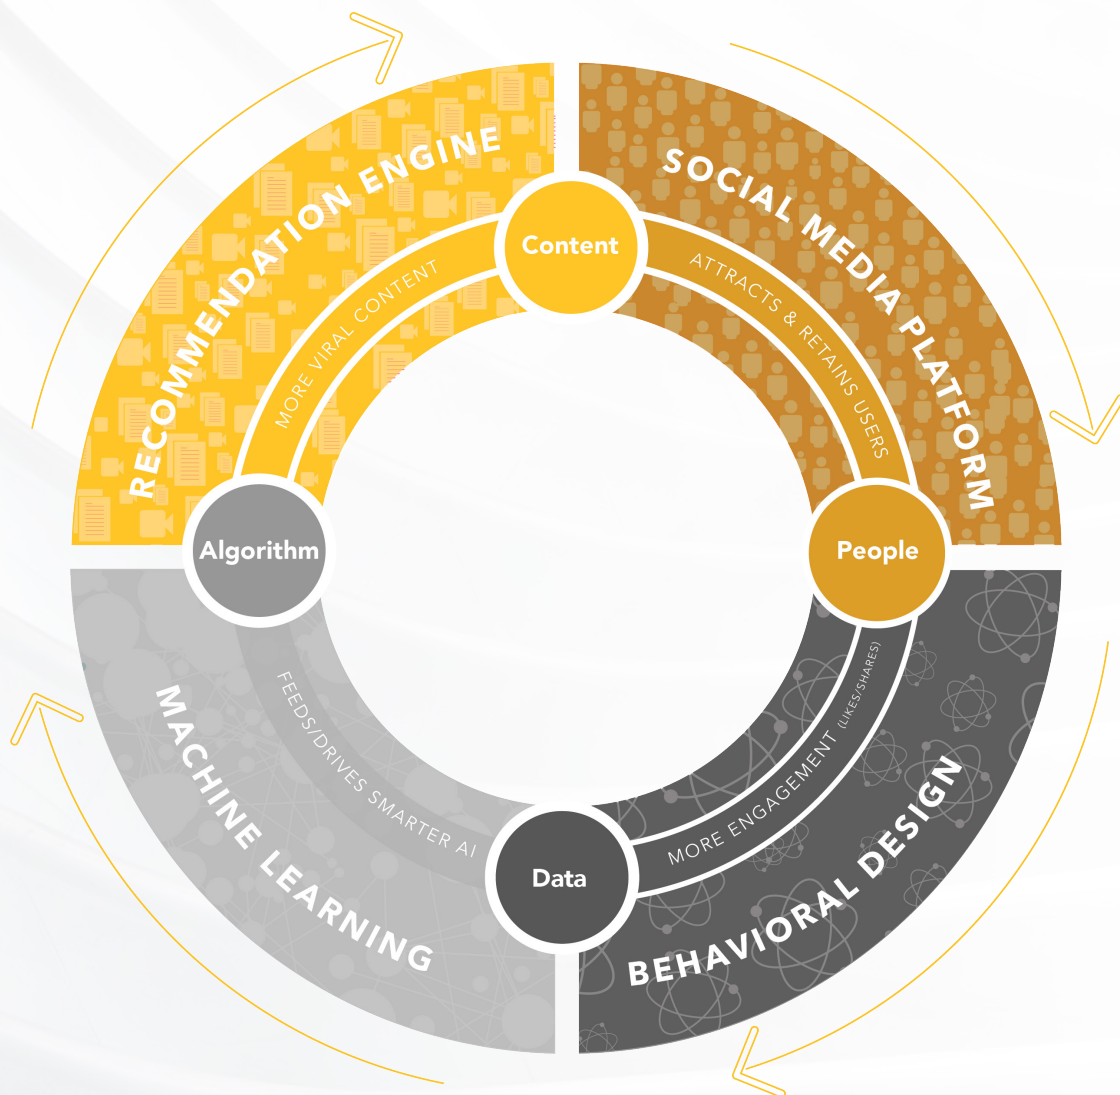 RECOMMENDATION ENGINE
SOCIAL MEDIA PLATFORM
Content
MORE VIRAL CONTENT
ATTRACTS & RETAINS USERS
Algorithm
People
FEEDS/DRIVES SMARTER AI
MORE ENGAGEMENT (LIKES/SHARES)
MACHINE LEARNING
Data
BEHAVIORAL DESIGN